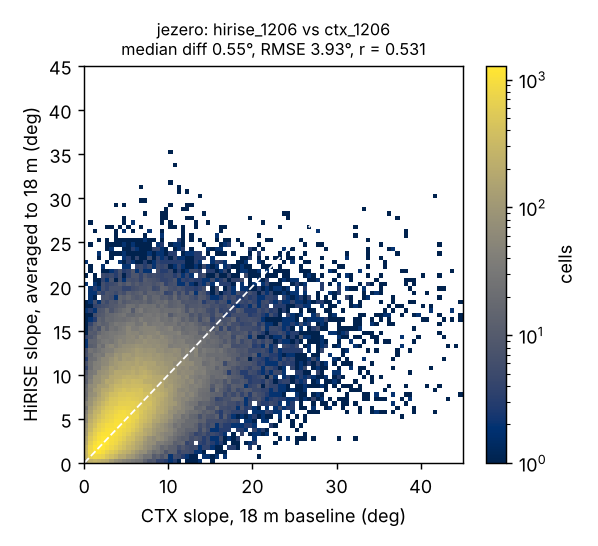 jezero: hirise_1206 vs ctx_1206
median diff 0.55°, RMSE 3.93°, r = 0.531
45
40
35
30
25
20
15
10
5
0
HiRISE slope, averaged to 18 m (deg)
0 10 20 30 40
CTX slope, 18 m baseline (deg)
10³
10²
10¹
10⁰
cells